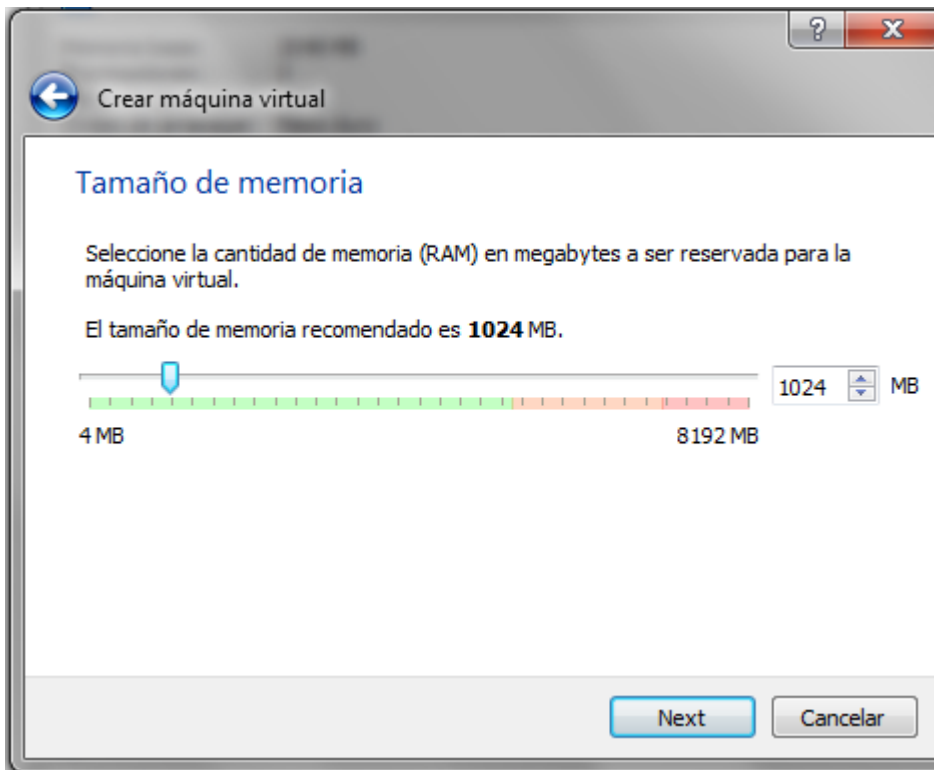 ?
Crear máquina virtual
Tamaño de memoria
Seleccione la cantidad de memoria (RAM) en megabytes a ser reservada para la
máquina virtual.
El tamaño de memoria recomendado es 1024 MB.
1024 MB
4 MB 8192 MB
Next Cancelar